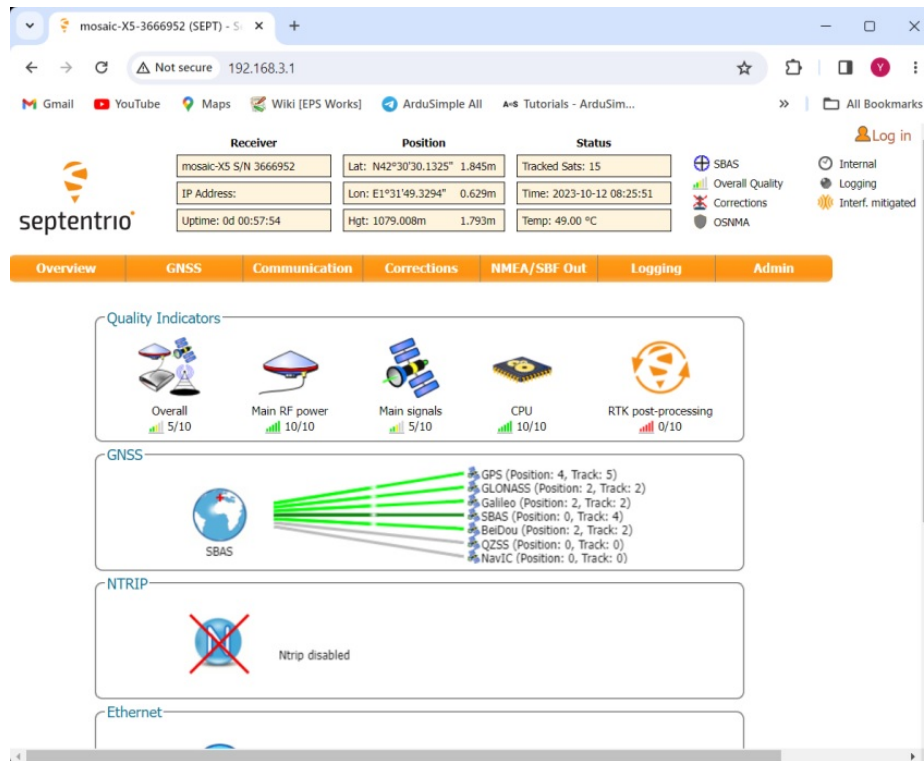 mosaic-X5-3666952 (SEPT) - S
Not secure 192.168.3.1
Gmail YouTube Maps Wiki [EPS Works] ArduSimple All A•S Tutorials - ArduSim... » All Bookmarks
Log in
Receiver Position Status
mosaic-X5 S/N 3666952 Lat: N42°30'30.1325" 1.845m Tracked Sats: 15 SBAS Internal
IP Address: Lon: E1°31'49.3294" 0.629m Time: 2023-10-12 08:25:51 Overall Quality Logging
Corrections Interf. mitigated
septentrio Uptime: 0d 00:57:54 Hgt: 1079.008m 1.793m Temp: 49.00 °C OSNMA
Overview GNSS Communication Corrections NMEA/SBF Out Logging Admin
Quality Indicators
Overall Main RF power Main signals CPU RTK post-processing
5/10 10/10 5/10 10/10 0/10
GNSS
GPS (Position: 4, Track: 5)
GLONASS (Position: 2, Track: 2)
Galileo (Position: 2, Track: 2)
SBAS (Position: 0, Track: 4)
BeiDou (Position: 2, Track: 2)
QZSS (Position: 0, Track: 0)
NavIC (Position: 0, Track: 0)
SBAS
NTRIP
N
Ntrip disabled
Ethernet